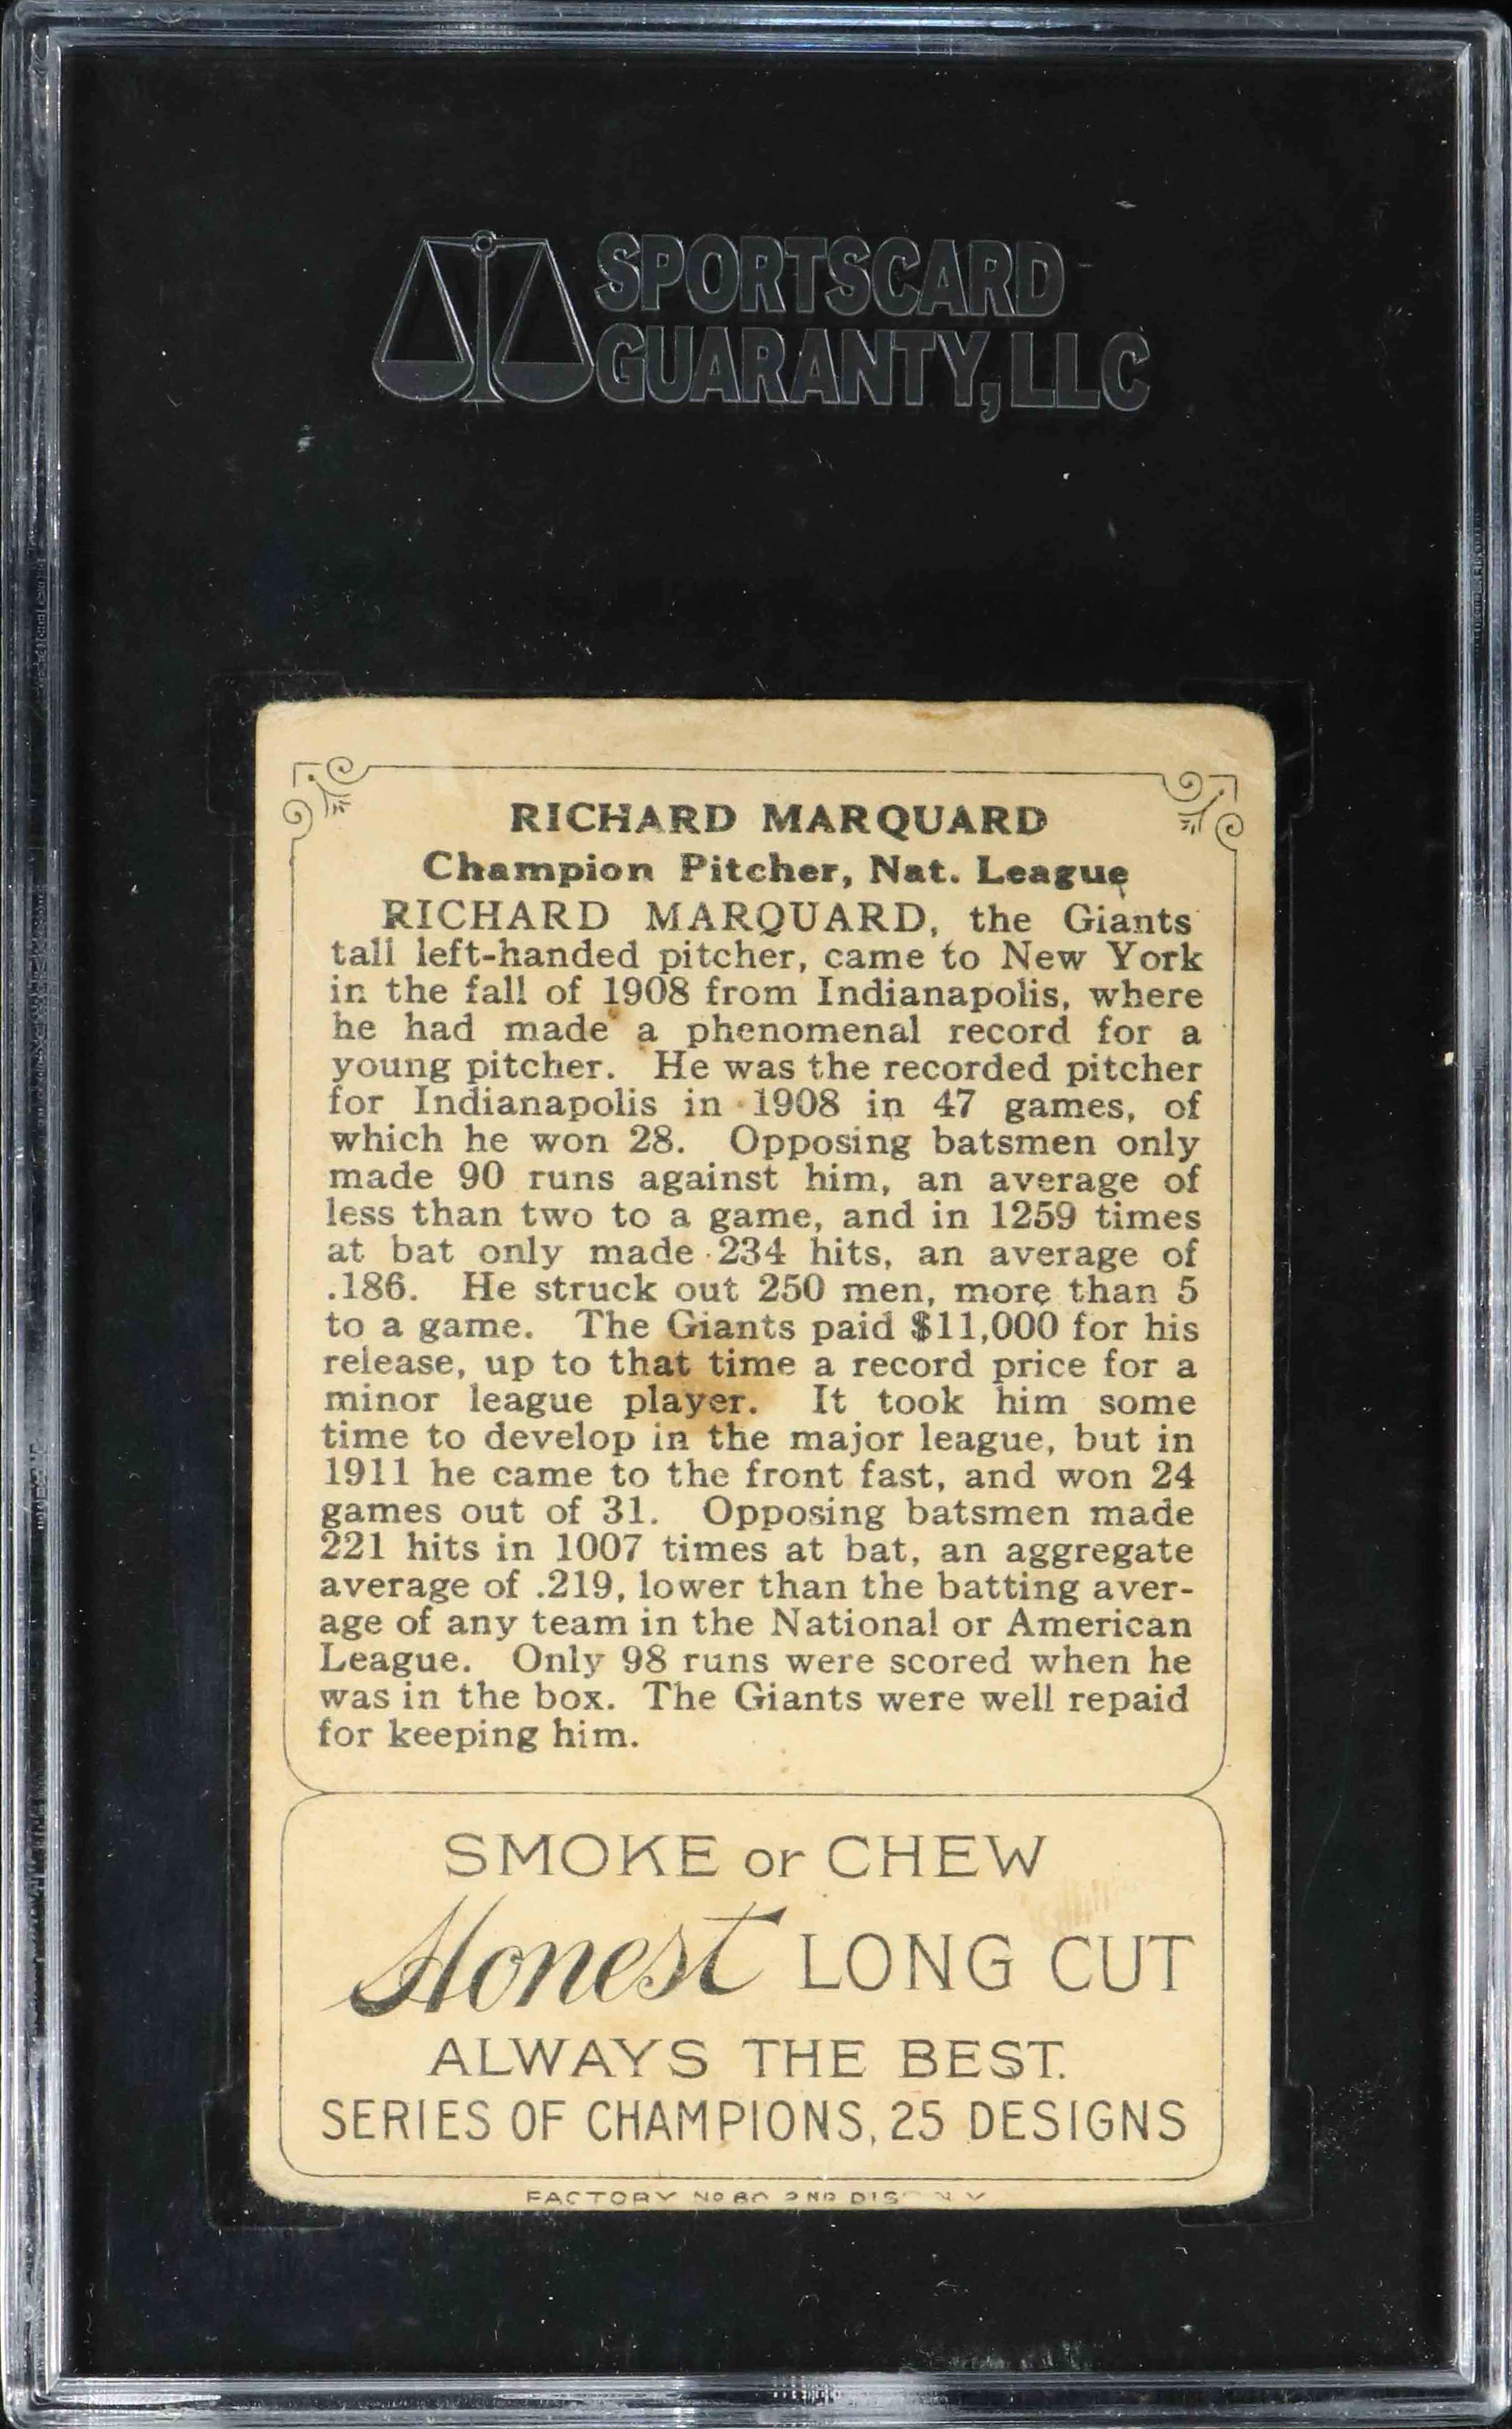 SPORTSCARD
GUARANTY, LLC
RICHARD MARQUARD
Champion Pitcher, Nat. League
RICHARD MARQUARD, the Giants
tall left-handed pitcher, came to New York
in the fall of 1908 from Indianapolis, where
he had made a phenomenal record for a
young pitcher. He was the recorded pitcher
for Indianapolis in 1908 in 47 games, of
which he won 28. Opposing batsmen only
made 90 runs against him, an average of
less than two to a game, and in 1259 times
at bat only made 234 hits, an average of
.186. He struck out 250 men, more than 5
to a game. The Giants paid $11,000 for his
release, up to that time a record price for a
minor league player. It took him some
time to develop in the major league, but in
1911 he came to the front fast, and won 24
games out of 31. Opposing batsmen made
221 hits in 1007 times at bat, an aggregate
average of .219, lower than the batting aver-
age of any team in the National or American
League. Only 98 runs were scored when he
was in the box. The Giants were well repaid
for keeping him.
SMOKE or CHEW
Honest LONG CUT
ALWAYS THE BEST.
SERIES OF CHAMPIONS, 25 DESIGNS
FACTORY No 2ND